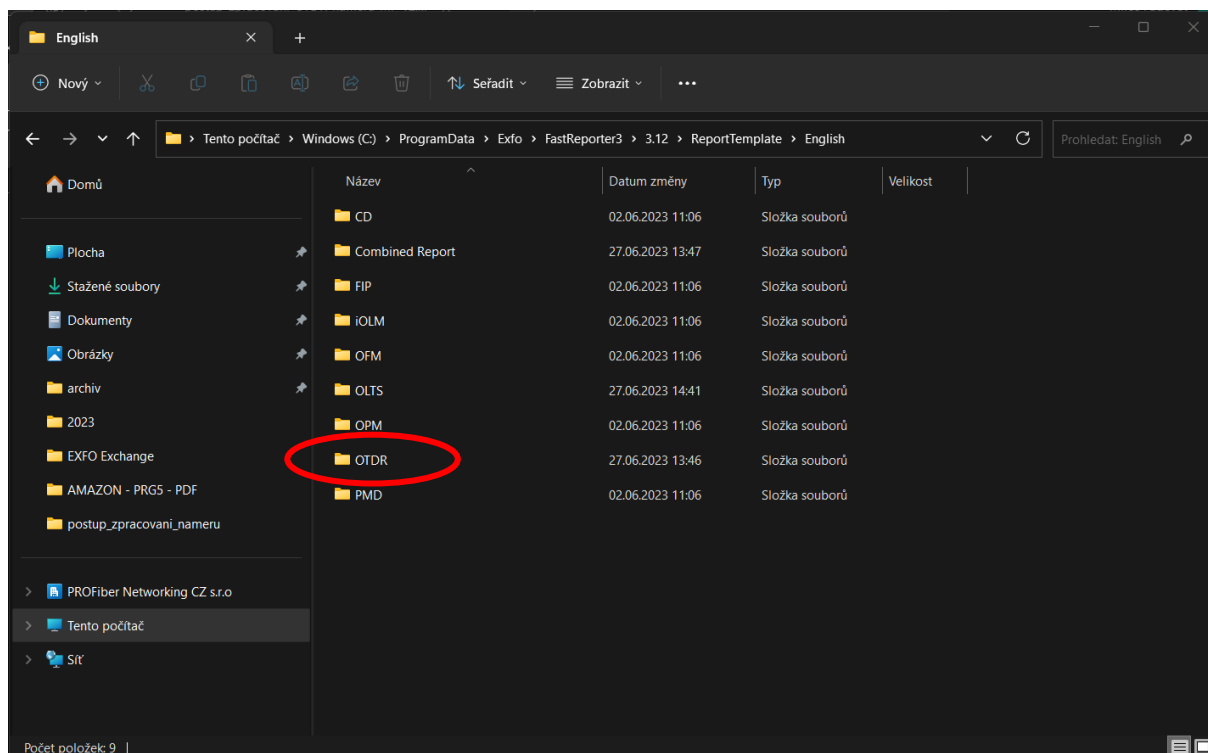 English
Nový
Seřadit
Zobrazit
Tento počítač > Windows (C:) > ProgramData > Exfo > FastReporter3 > 3.12 > ReportTemplate > English
Prohledat: English
Domů
Plocha
Stažené soubory
Dokumenty
Obrázky
archiv
2023
EXFO Exchange
AMAZON - PRG5 - PDF
postup_zpracovani_nameru
PROFiber Networking CZ s.r.o
Tento počítač
Síť
Název Datum změny Typ Velikost
CD 02.06.2023 11:06 Složka souborů
Combined Report 27.06.2023 13:47 Složka souborů
FIP 02.06.2023 11:06 Složka souborů
iOLM 02.06.2023 11:06 Složka souborů
OFM 02.06.2023 11:06 Složka souborů
OLTS 27.06.2023 14:41 Složka souborů
OPM 02.06.2023 11:06 Složka souborů
OTDR 27.06.2023 13:46 Složka souborů
PMD 02.06.2023 11:06 Složka souborů
Počet položek: 9